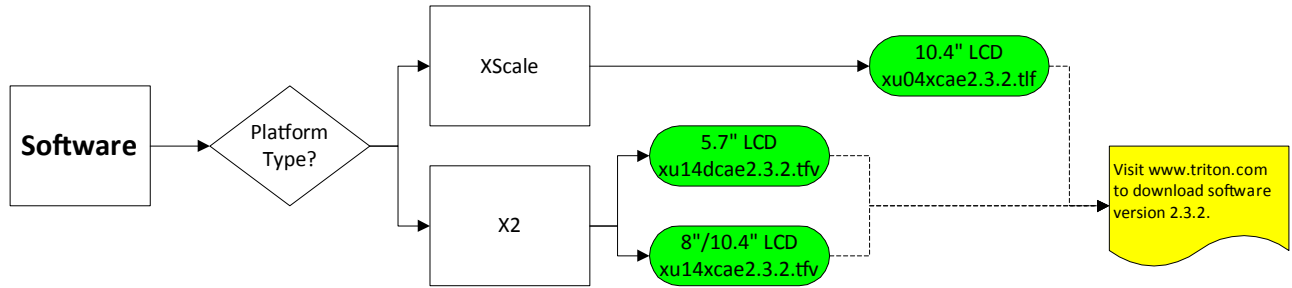 Software
Platform
Type?
XScale
10.4" LCD
xu04xcae2.3.2.tlf
X2
5.7" LCD
xu14dcae2.3.2.tfv
8"/10.4" LCD
xu14xcae2.3.2.tfv
Visit www.triton.com
to download software
version 2.3.2.